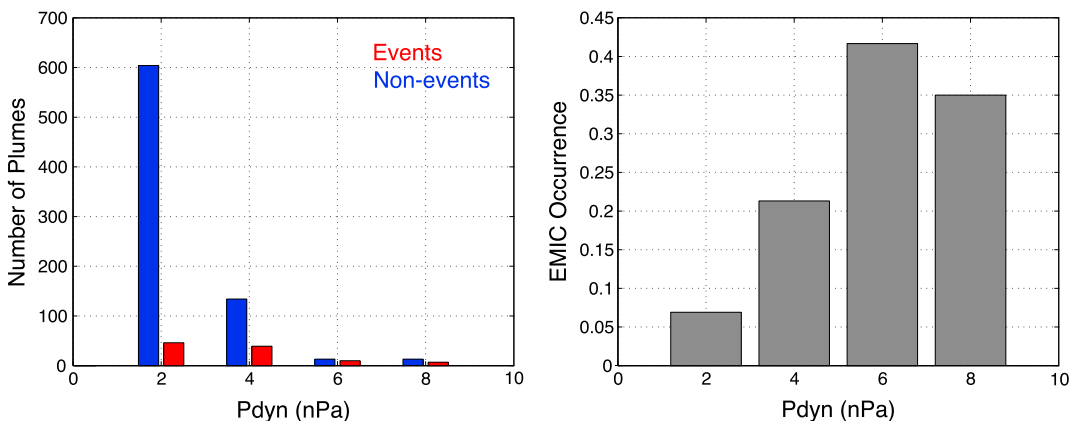 700
600
500
400
300
200
100
0
Number of Plumes
Events
Non-events
0 2 4 6 8 10
Pdyn (nPa)
0.45
0.4
0.35
0.3
0.25
0.2
0.15
0.1
0.05
0
EMIC Occurrence
0 2 4 6 8 10
Pdyn (nPa)